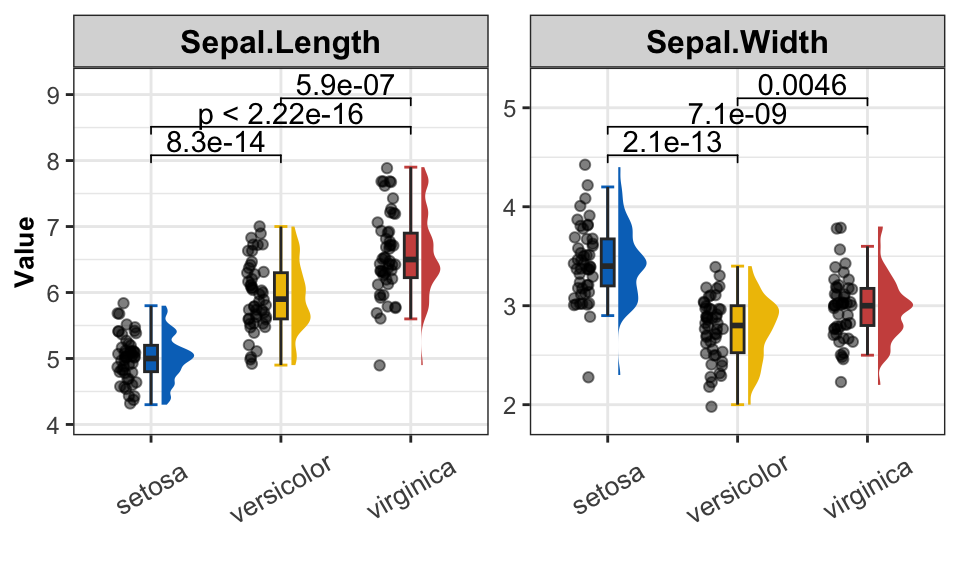 Sepal.Length
Sepal.Width
Value
9
8
7
6
5
4
5.9e-07
p < 2.22e-16
8.3e-14
setosa
versicolor
virginica
5
4
3
2
0.0046
7.1e-09
2.1e-13
setosa
versicolor
virginica